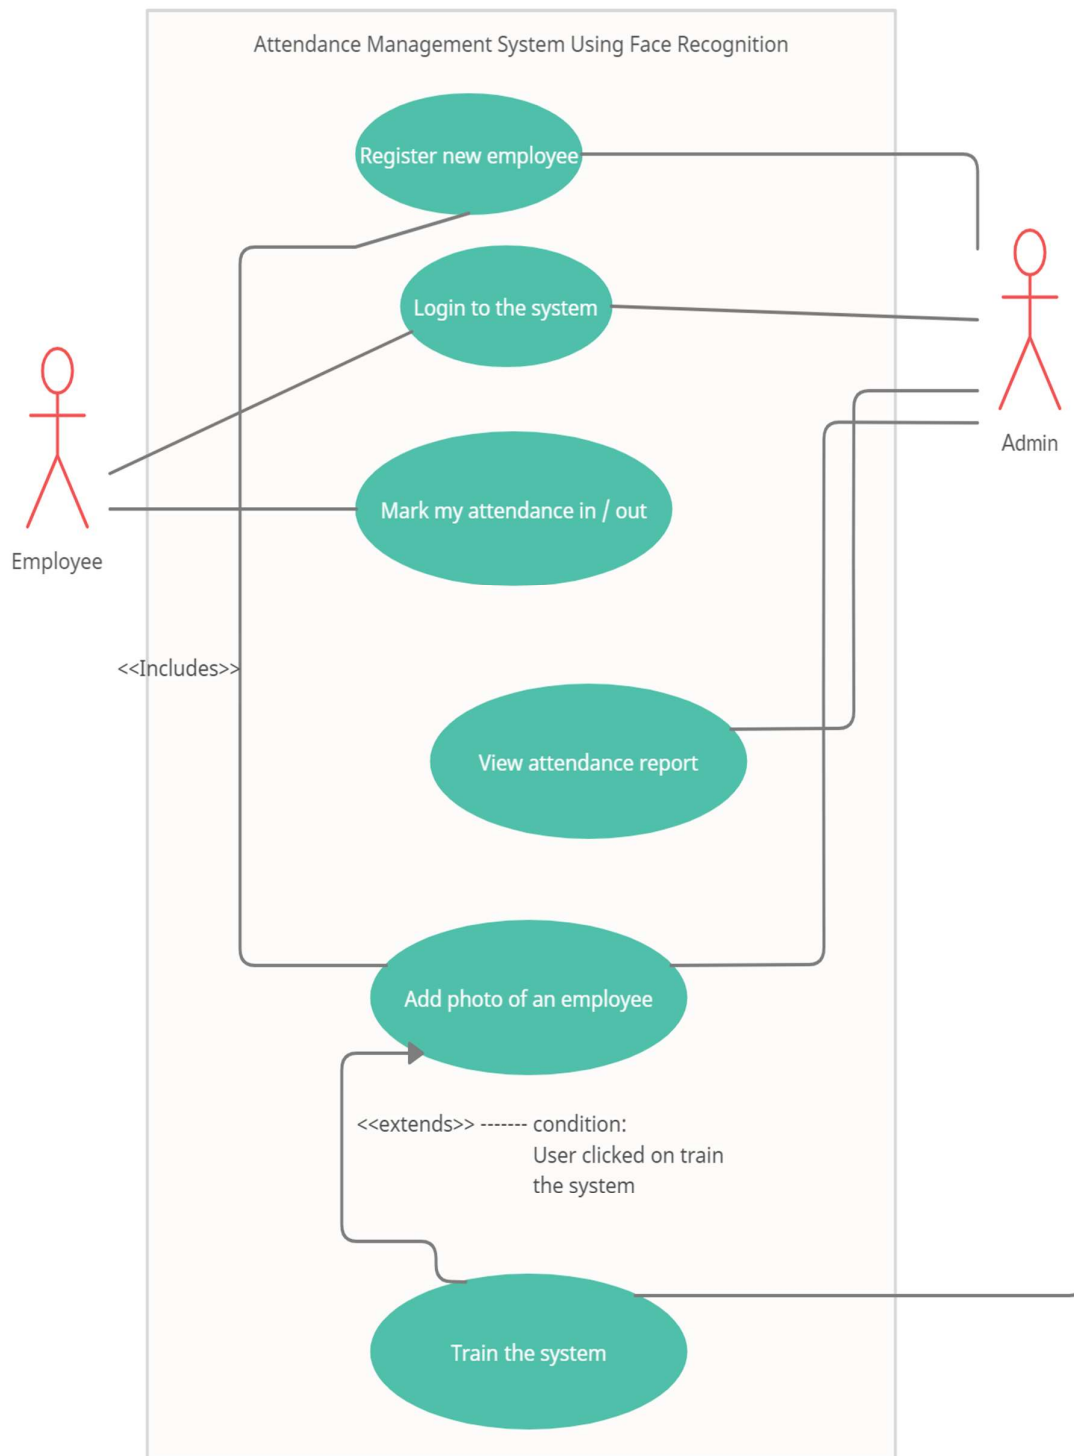 Attendance Management System Using Face Recognition
Register new employee
Login to the system
Admin
Mark my attendance in / out
Employee
<<Includes>>
View attendance report
Add photo of an employee
<<extends>> ------- condition:
User clicked on train
the system
Train the system